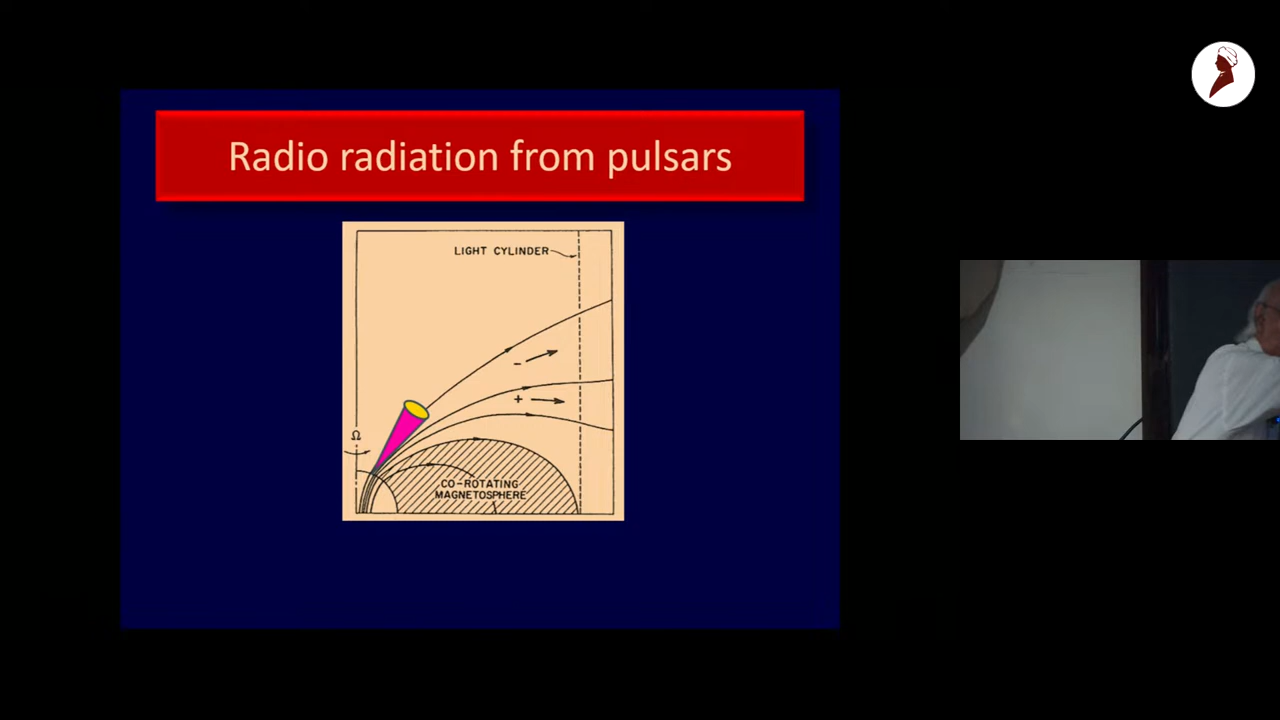 Radio radiation from pulsars
LIGHT CYLINDER
-
+
Ω
CO-ROTATING
MAGNETOSPHERE